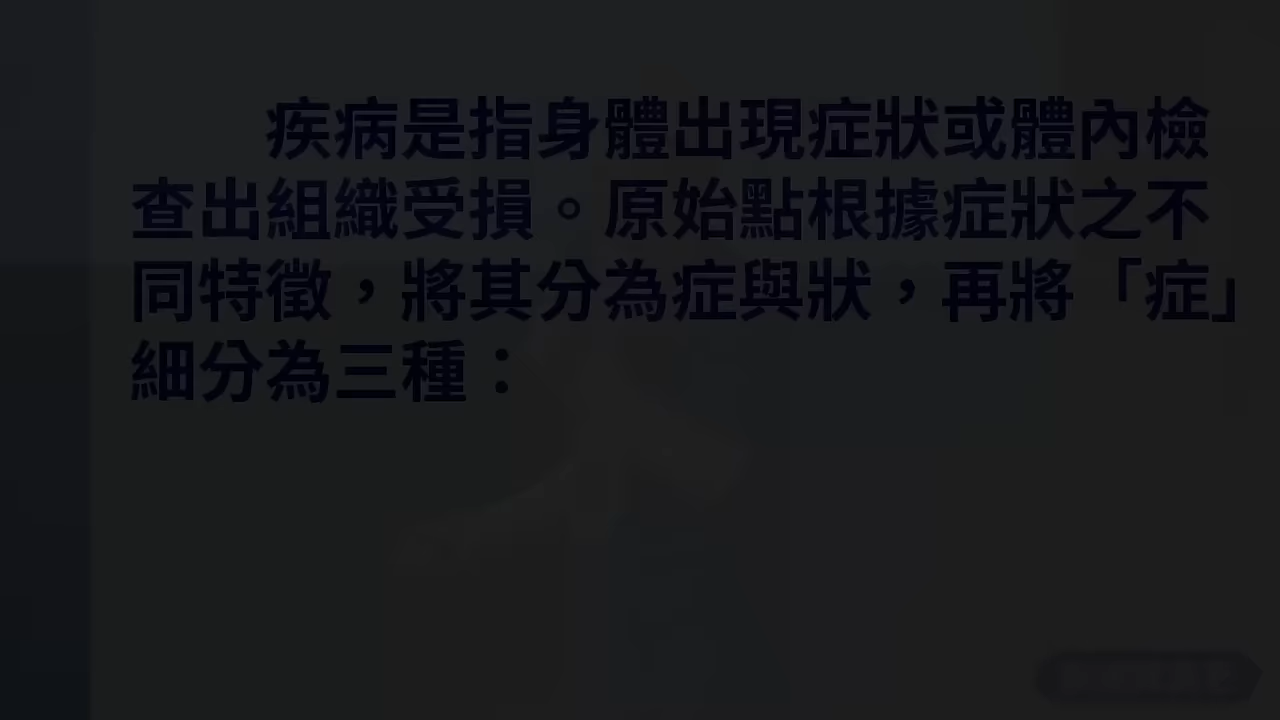 疾病是指身體出現症狀或體內檢
查出組織受損。原始點根據症狀之不
同特徵，將其分為症與狀，再將「症」
細分為三種：